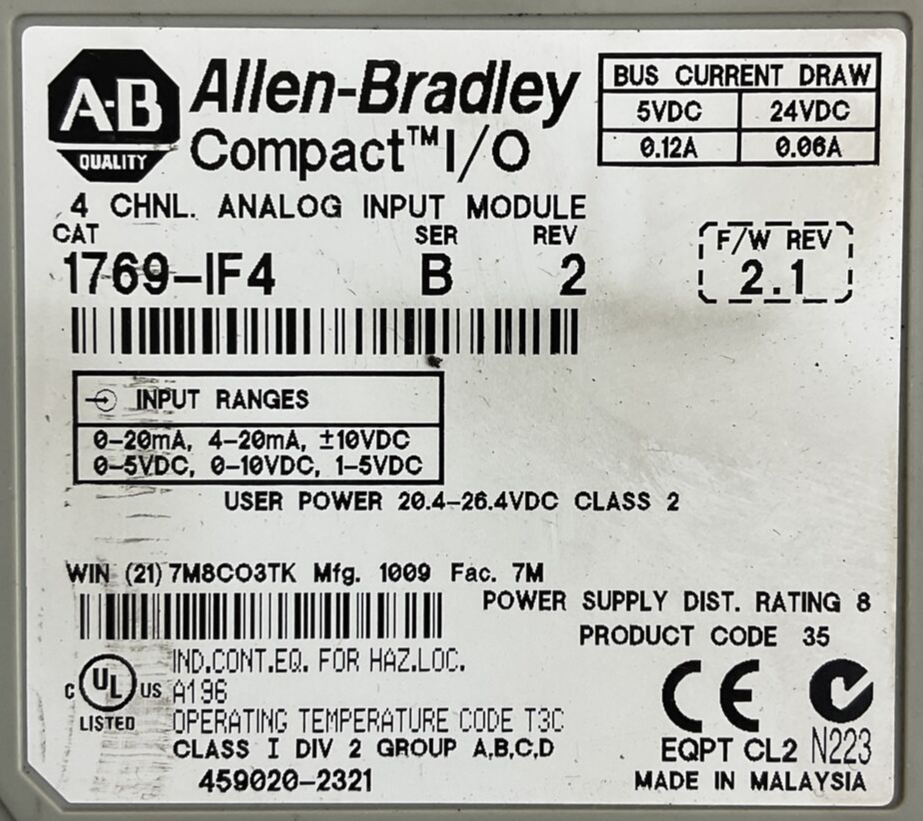 A-B
QUALITY
Allen-Bradley
Compact™ I/O
BUS CURRENT DRAW
5VDC 24VDC
0.12A 0.06A
4 CHNL. ANALOG INPUT MODULE
CAT SER REV
1769-IF4 B 2
F/W REV
2.1
INPUT RANGES
0-20mA, 4-20mA, ±10VDC
0-5VDC, 0-10VDC, 1-5VDC
USER POWER 20.4-26.4VDC CLASS 2
WIN (21) 7M8CO3TK Mfg. 1009 Fac. 7M
POWER SUPPLY DIST. RATING 8
PRODUCT CODE 35
C UL US
LISTED
IND.CONT.EQ. FOR HAZ.LOC.
A196
OPERATING TEMPERATURE CODE T3C
CLASS I DIV 2 GROUP A,B,C,D
459020-2321
CE
EQPT CL2 N223
MADE IN MALAYSIA